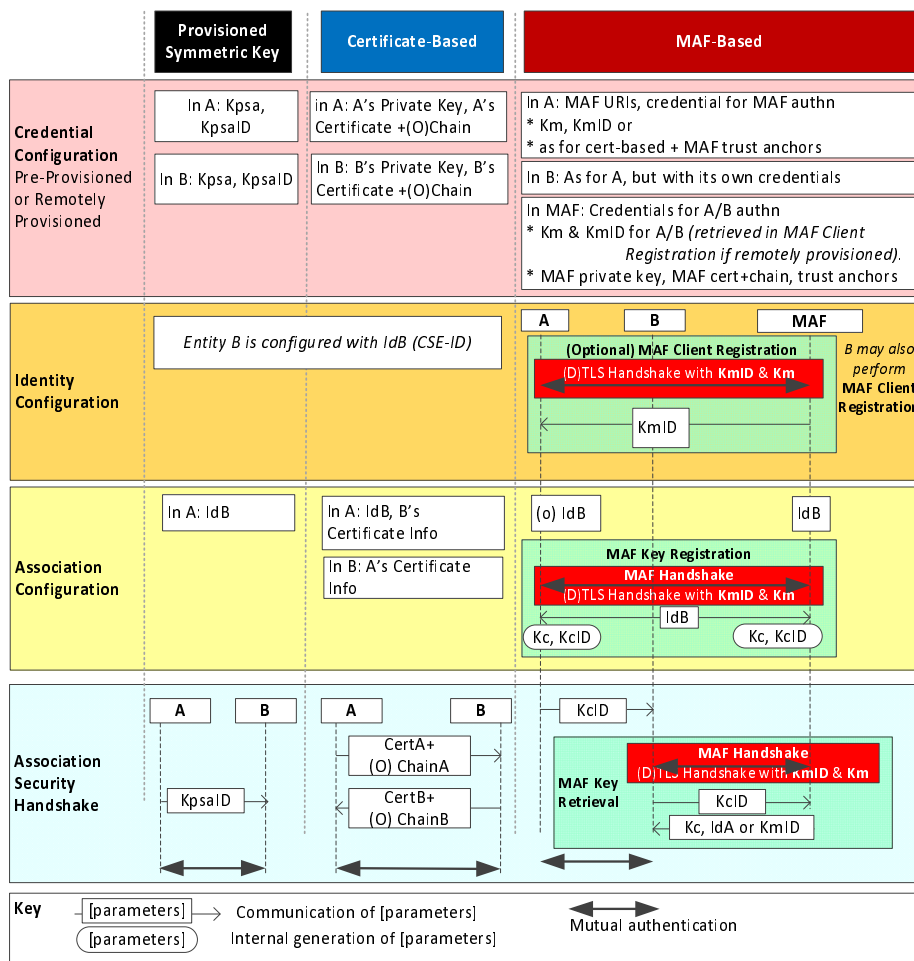 Provisioned
Symmetric Key
Certificate-Based
MAF-Based
Credential
Configuration
Pre-Provisioned
or Remotely
Provisioned
In A: Kpsa,
KpsaID
In B: Kpsa, KpsaID
in A: A's Private Key, A's
Certificate +(O)Chain
In B: B's Private Key, B's
Certificate +(O)Chain
In A: MAF URIs, credential for MAF authn
* Km, KmID or
* as for cert-based + MAF trust anchors
In B: As for A, but with its own credentials
In MAF: Credentials for A/B authn
* Km & KmID for A/B (retrieved in MAF Client
Registration if remotely provisioned).
* MAF private key, MAF cert+chain, trust anchors
Identity
Configuration
Entity B is configured with IdB (CSE-ID)
A
B
MAF
(Optional) MAF Client Registration
(D)TLS Handshake with KmID & Km
KmID
B may also
perform
MAF Client
Registration
Association
Configuration
In A: IdB
In A: IdB, B's
Certificate Info
In B: A's Certificate
Info
(o) IdB
IdB
MAF Key Registration
MAF Handshake
(D)TLS Handshake with KmID & Km
IdB
Kc, KcID
Kc, KcID
Association
Security
Handshake
A
B
KpsaID
A
B
CertA+
(O) ChainA
CertB+
(O) ChainB
KcID
MAF Key
Retrieval
MAF Handshake
(D)TLS Handshake with KmID & Km
KcID
Kc, IdA or KmID
Key
[parameters]
Communication of [parameters]
[parameters]
Internal generation of [parameters]
Mutual authentication